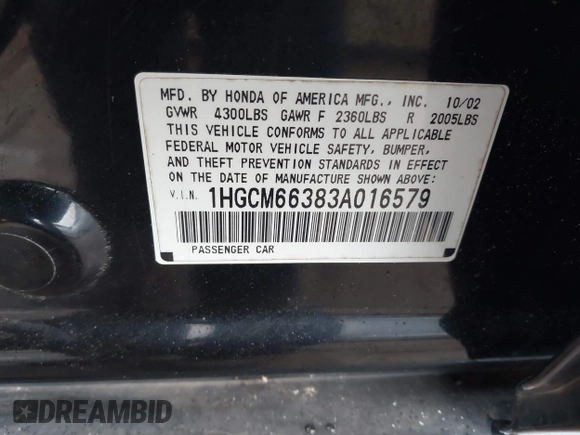 MFD. BY HONDA OF AMERICA MFG., INC. 10/02
GVWR 4300LBS GAWR F 2360LBS R 2005LBS
THIS VEHICLE CONFORMS TO ALL APPLICABLE
FEDERAL MOTOR VEHICLE SAFETY, BUMPER,
AND THEFT PREVENTION STANDARDS IN EFFECT
ON THE DATE OF MANUFACTURE SHOWN ABOVE:
V.I.N. 1HGCM66383A016579
PASSENGER CAR
DREAMBID